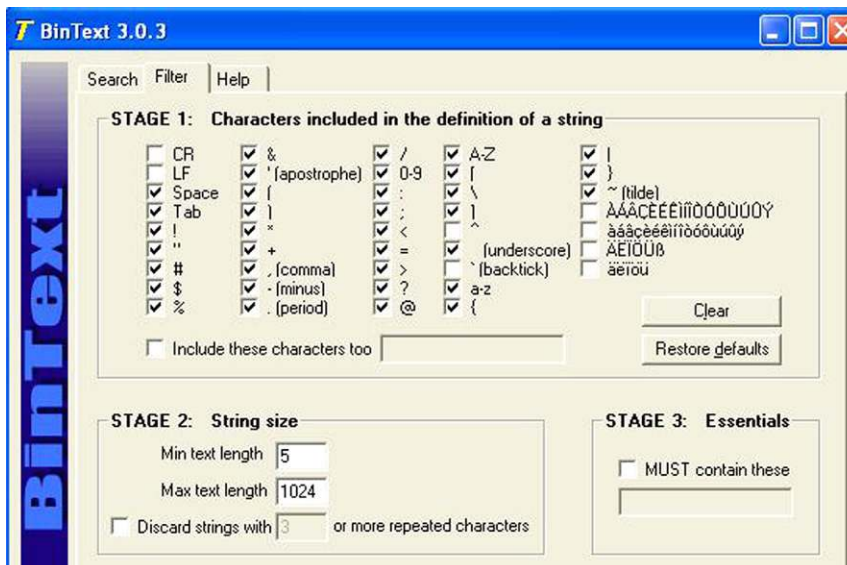 BinText 3.0.3
Search Filter Help
STAGE 1: Characters included in the definition of a string
CR & / A-Z |
LF ' (apostrophe) 0-9 [ }
Space ( : \ ~ (tilde)
Tab ) ; ] ÀÁÂÇÈÉÊÌÍÎÒÓÔÙÚÛÝ
! * < ^ àáâçèéêìíîòóôùúûý
" + = (underscore) ÄËÏÖÜß
# , (comma) > ` (backtick) äëïöü
$ - (minus) ? a-z
% . (period) @ { Clear
Include these characters too Restore defaults
STAGE 2: String size STAGE 3: Essentials
Min text length 5 MUST contain these
Max text length 1024
Discard strings with 3 or more repeated characters
BinText